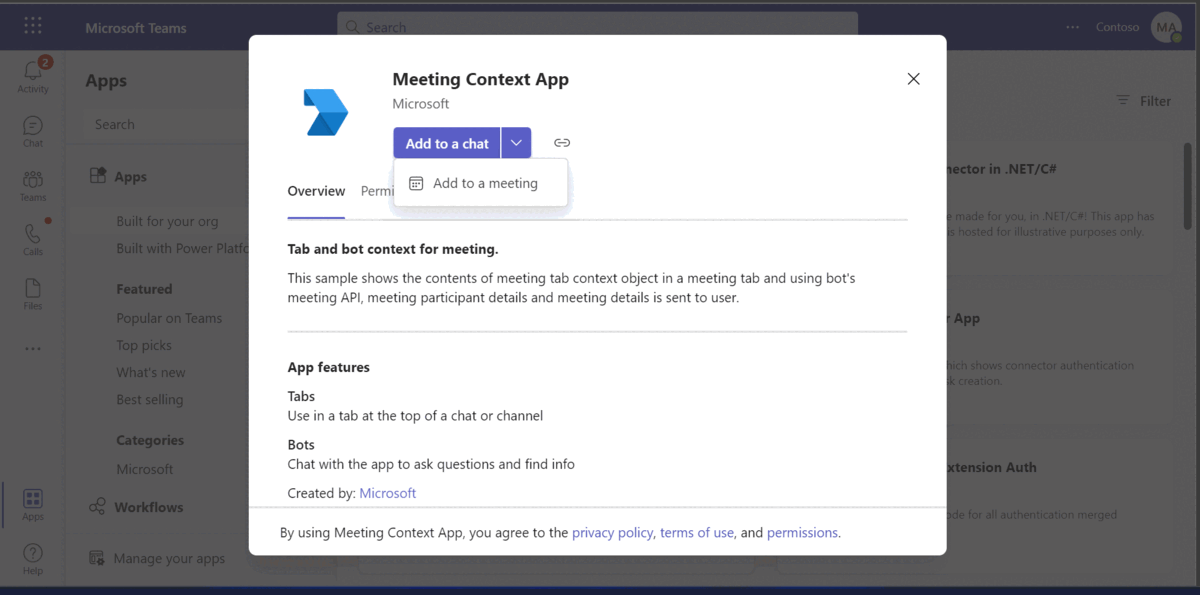 Microsoft Teams
Search
Contoso
MA
2
Activity
Chat
Teams
Calls
Files
Apps
Help
Apps
Search
Apps
Built for your org
Built with Power Platfo
Featured
Popular on Teams
Top picks
What's new
Best selling
Categories
Microsoft
Workflows
Manage your apps
Meeting Context App
Microsoft
Add to a chat
Add to a meeting
Overview Permi
Tab and bot context for meeting.
This sample shows the contents of meeting tab context object in a meeting tab and using bot's
meeting API, meeting participant details and meeting details is sent to user.
App features
Tabs
Use in a tab at the top of a chat or channel
Bots
Chat with the app to ask questions and find info
Created by: Microsoft
By using Meeting Context App, you agree to the privacy policy, terms of use, and permissions.
Filter
nector in .NET/C#
e made for you, in .NET/C#! This app has
is hosted for illustrative purposes only.
r App
hich shows connector authentication
k creation.
xtension Auth
ode for all authentication merged